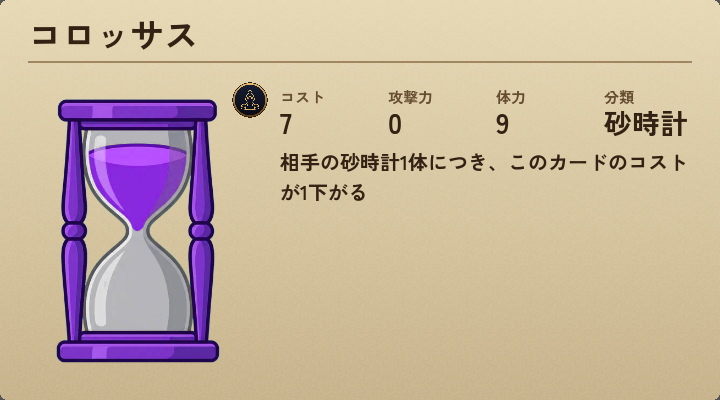 コロッサス
コスト 攻撃力 体力 分類
7 0 9 砂時計
相手の砂時計1体につき、このカードのコスト
が1下がる